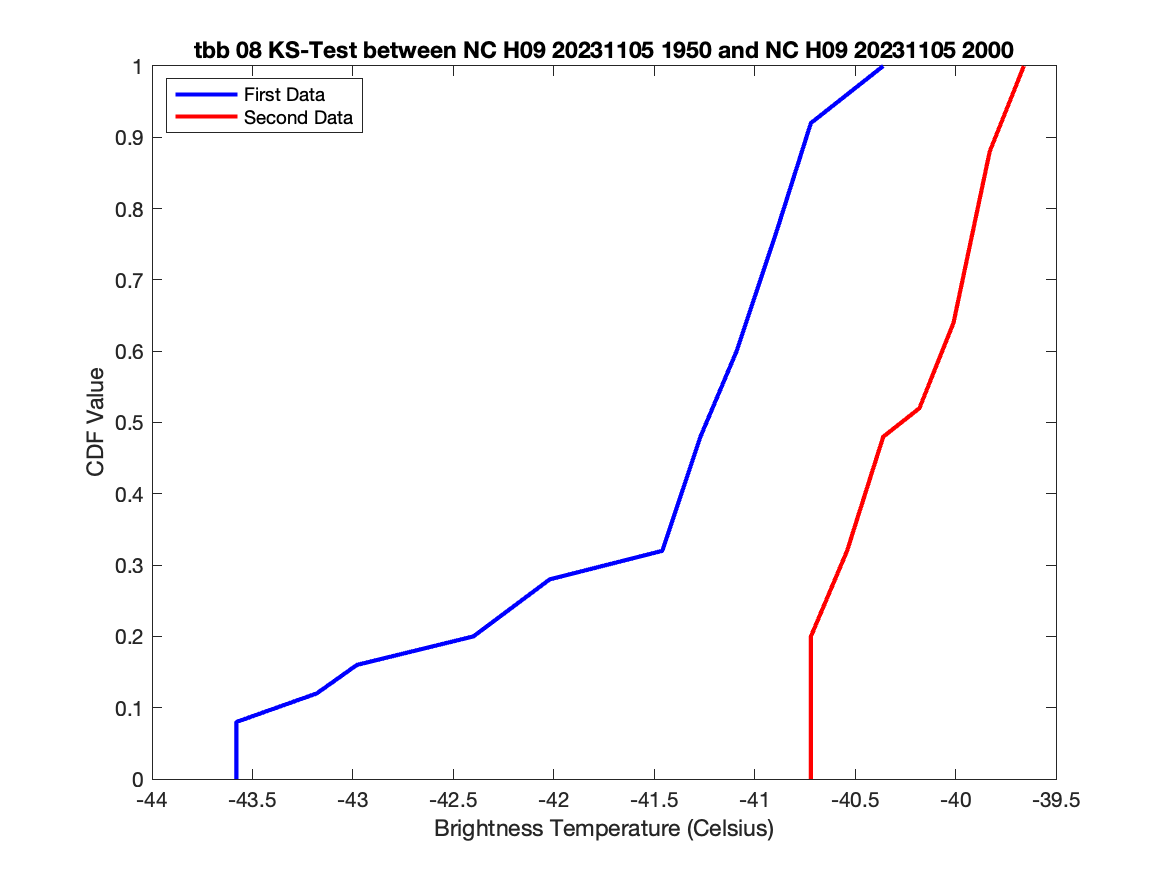 tbb 08 KS-Test between NC H09 20231105 1950 and NC H09 20231105 2000
First Data
Second Data
1
0.9
0.8
0.7
0.6
0.5
0.4
0.3
0.2
0.1
0
CDF Value
-44 -43.5 -43 -42.5 -42 -41.5 -41 -40.5 -40 -39.5
Brightness Temperature (Celsius)